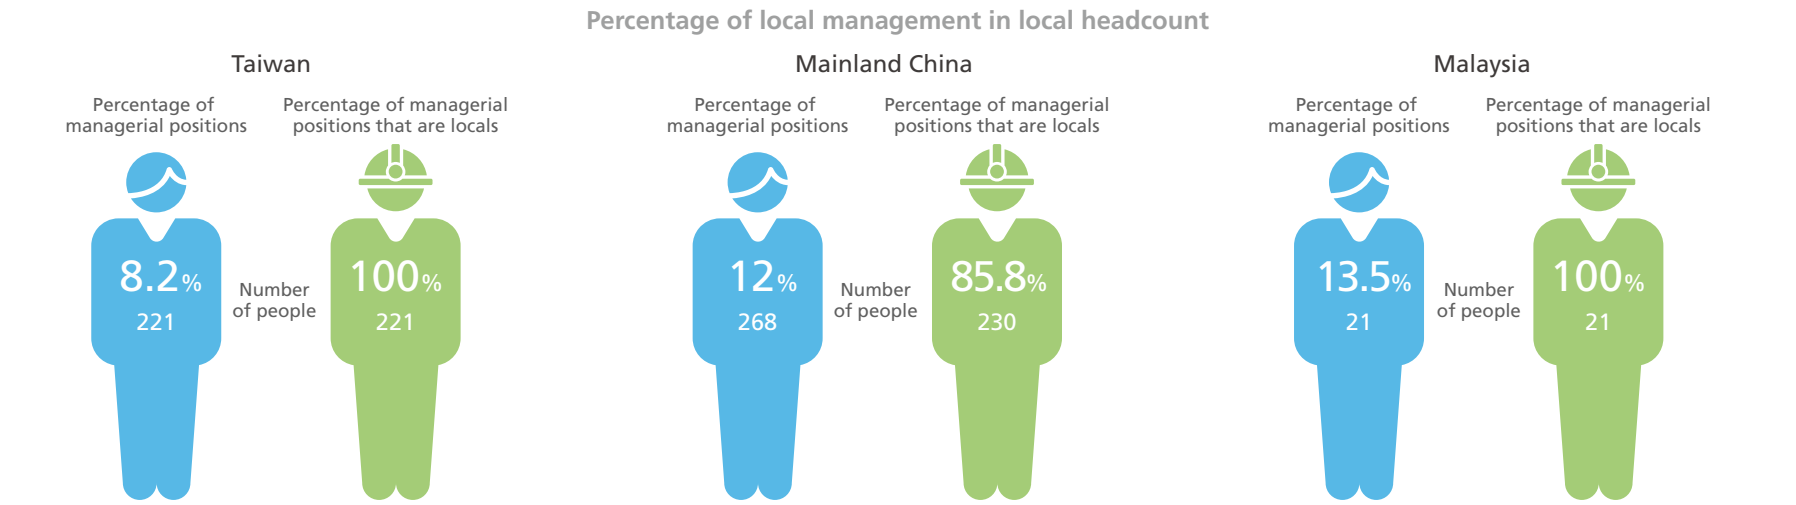 Percentage of local management in local headcount
Taiwan
Percentage of
managerial positions
Percentage of managerial
positions that are locals
8.2%
221
Number
of people
100%
221
Mainland China
Percentage of
managerial positions
Percentage of managerial
positions that are locals
12%
268
Number
of people
85.8%
230
Malaysia
Percentage of
managerial positions
Percentage of managerial
positions that are locals
13.5%
21
Number
of people
100%
21